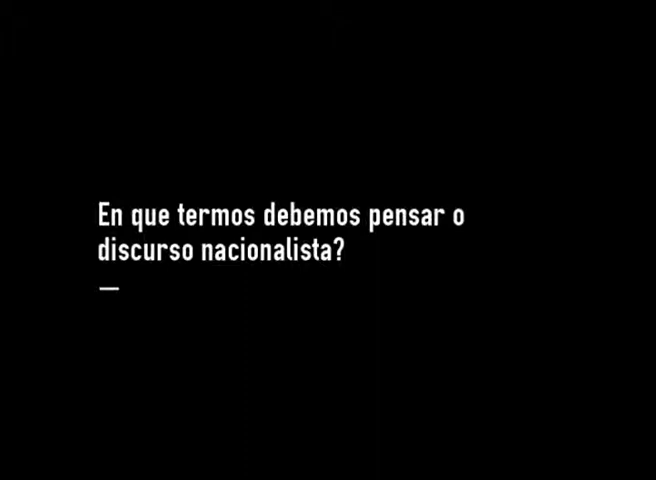 En que termos debemos pensar o
discurso nacionalista?